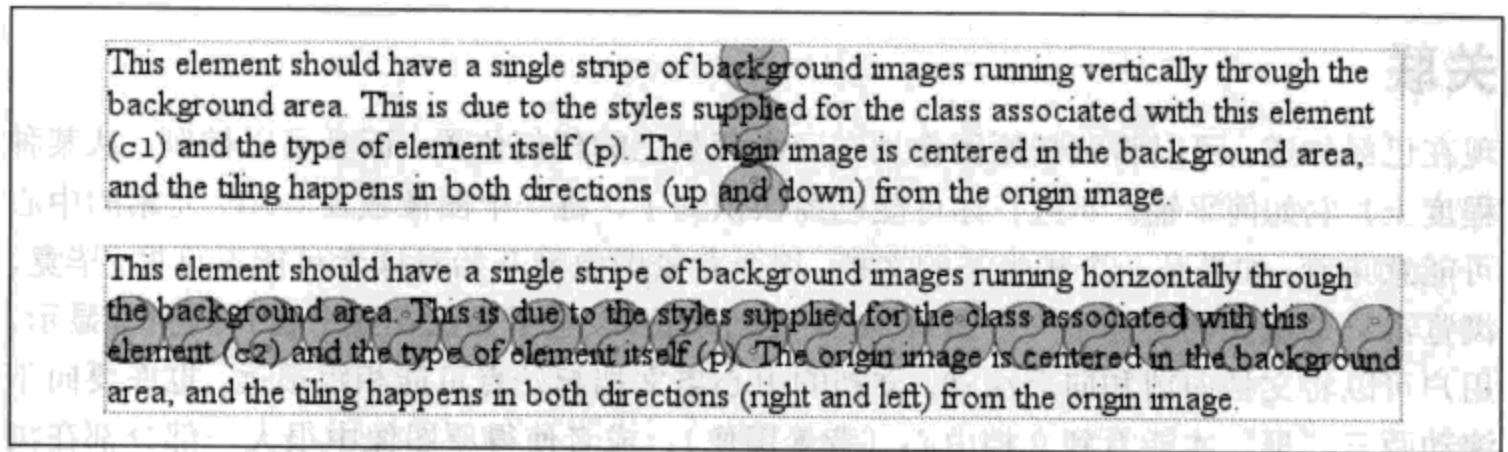 This element should have a single stripe of background images running vertically through the
background area. This is due to the styles supplied for the class associated with this element
(c1) and the type of element itself (p). The origin image is centered in the background area,
and the tiling happens in both directions (up and down) from the origin image.
This element should have a single stripe of background images running horizontally through
the background area. This is due to the styles supplied for the class associated with this
element (c2) and the type of element itself (p). The origin image is centered in the background
area, and the tiling happens in both directions (right and left) from the origin image.